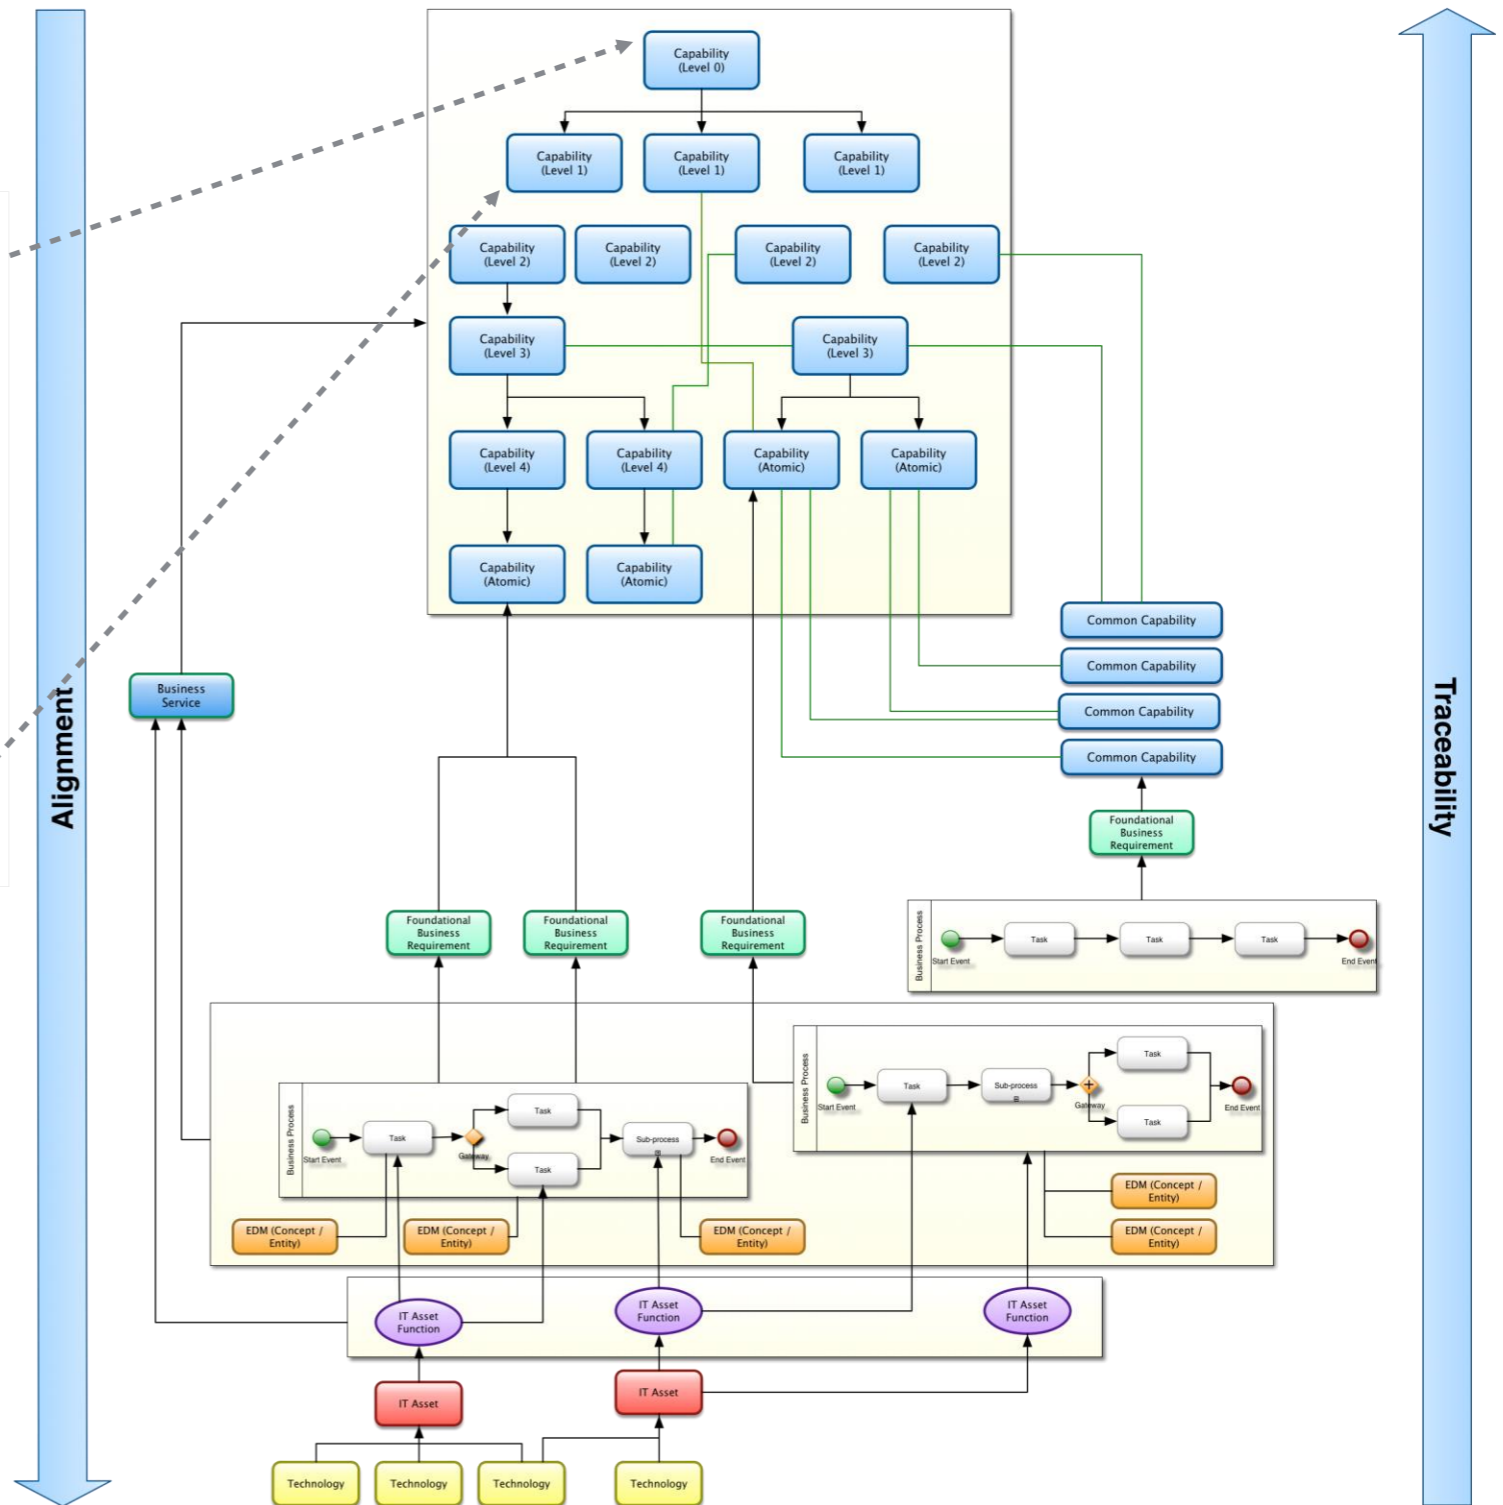 Capability
(Level 0)
Capability
(Level 1)
Capability
(Level 1)
Capability
(Level 1)
Capability
(Level 2)
Capability
(Level 2)
Capability
(Level 2)
Capability
(Level 2)
Capability
(Level 3)
Capability
(Level 3)
Capability
(Level 4)
Capability
(Level 4)
Capability
(Atomic)
Capability
(Atomic)
Capability
(Atomic)
Capability
(Atomic)
Common Capability
Common Capability
Common Capability
Common Capability
Business
Service
Alignment
Traceability
Foundational
Business
Requirement
Foundational
Business
Requirement
Foundational
Business
Requirement
Foundational
Business
Requirement
Business Process
Start Event
Task
Task
Task
End Event
Business Process
Start Event
Task
Sub-process
Gateway
Task
Task
End Event
Business Process
Start Event
Task
Gateway
Task
Task
Sub-process
End Event
EDM (Concept /
Entity)
EDM (Concept /
Entity)
EDM (Concept /
Entity)
EDM (Concept /
Entity)
EDM (Concept /
Entity)
IT Asset
Function
IT Asset
Function
IT Asset
Function
IT Asset
IT Asset
Technology
Technology
Technology
Technology